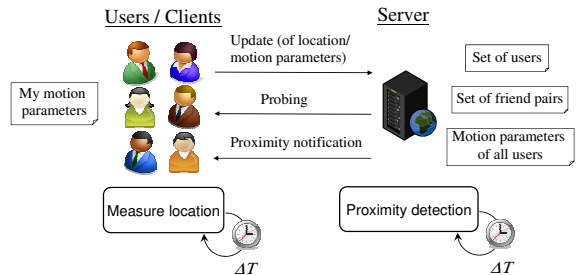 Users / Clients
Server
Update (of location/
motion parameters)
Set of users
My motion
parameters
Probing
Set of friend pairs
Proximity notification
Motion parameters
of all users
Measure location
Proximity detection
ΔT
ΔT